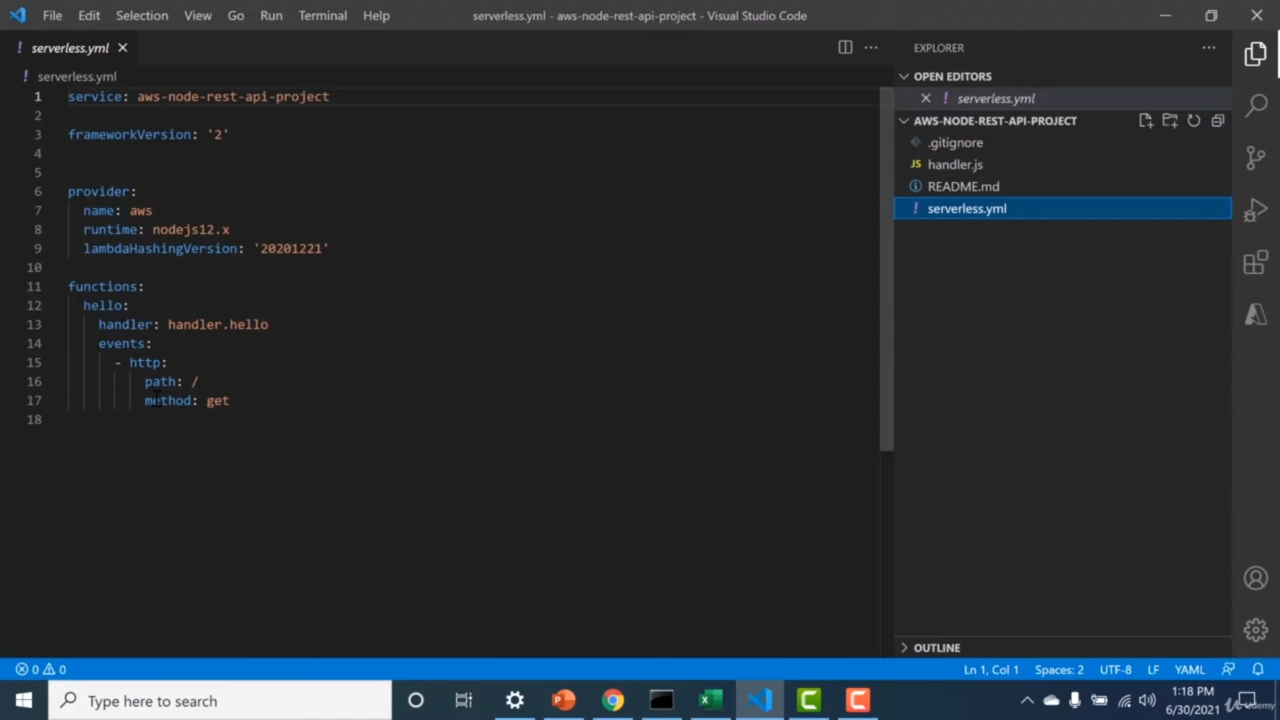 File Edit Selection View Go Run Terminal Help
serverless.yml - aws-node-rest-api-project - Visual Studio Code
serverless.yml
EXPLORER
serverless.yml
OPEN EDITORS
1 service: aws-node-rest-api-project
serverless.yml
2
AWS-NODE-REST-API-PROJECT
3 frameworkVersion: '2'
.gitignore
4
handler.js
5
README.md
6 provider:
serverless.yml
7 name: aws
8 runtime: nodejs12.x
9 lambdaHashingVersion: '20201221'
10
11 functions:
12 hello:
13 handler: handler.hello
14 events:
15 - http:
16 path: /
17 method: get
18
OUTLINE
0 0
Ln 1, Col 1 Spaces: 2 UTF-8 LF YAML
Type here to search
1:18 PM
6/30/2021
Udemy